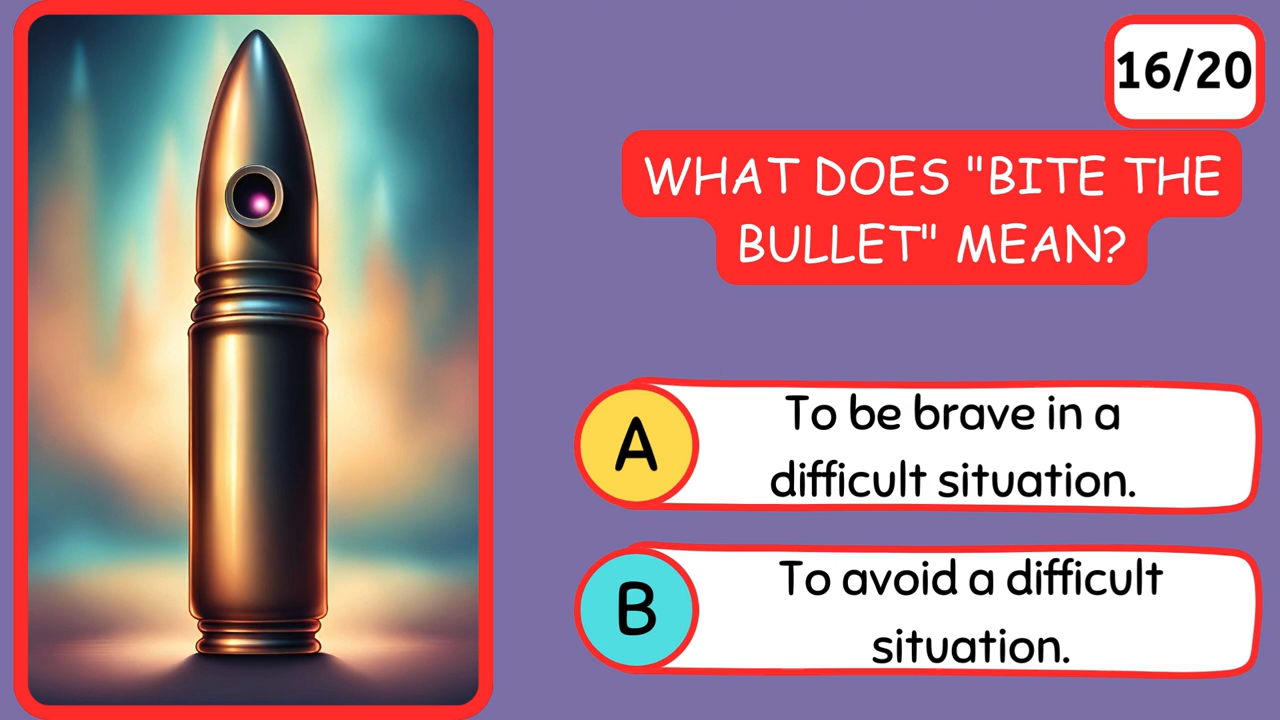 16/20
WHAT DOES "BITE THE
BULLET" MEAN?
A
To be brave in a
difficult situation.
B
To avoid a difficult
situation.